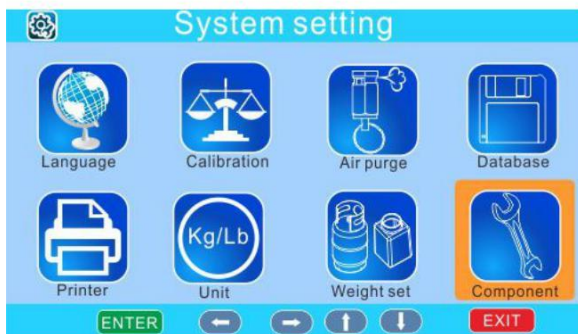 System setting
Language Calibration Air purge Database
Kg/Lb
Printer Unit Weight set Component
ENTER EXIT